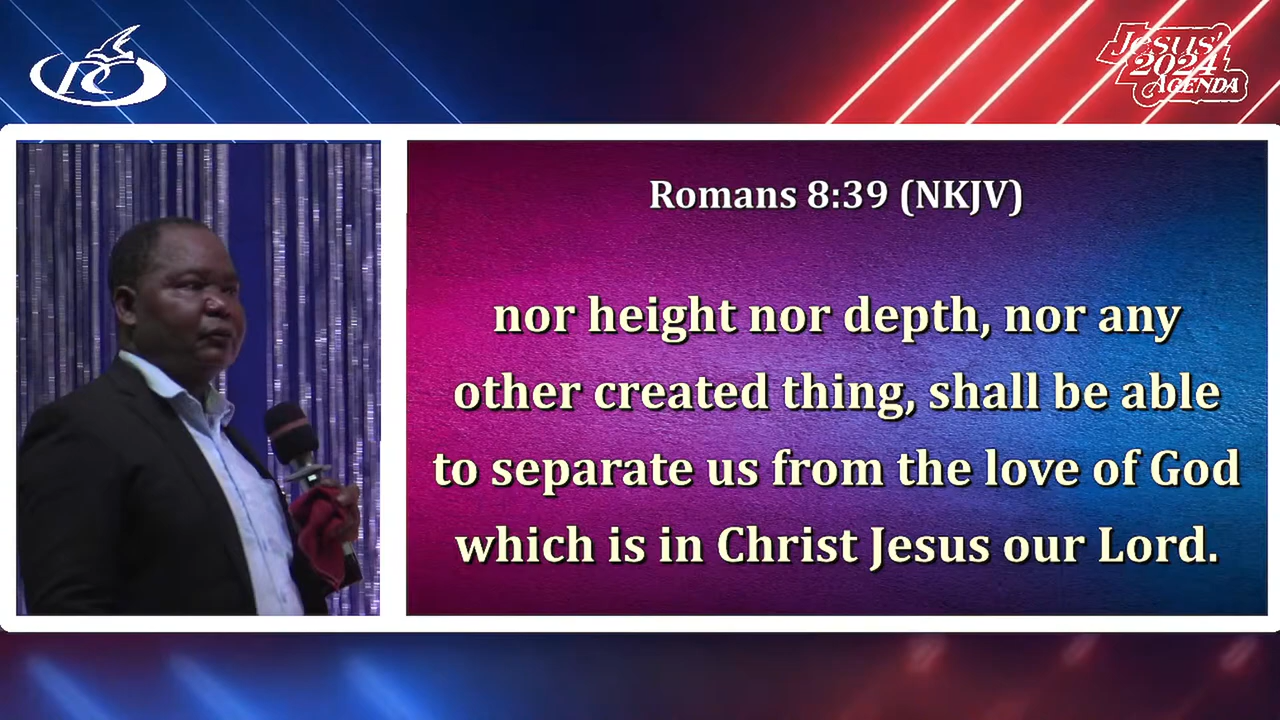 JESUS'
2024
AGENDA
Romans 8:39 (NKJV)
nor height nor depth, nor any
other created thing, shall be able
to separate us from the love of God
which is in Christ Jesus our Lord.